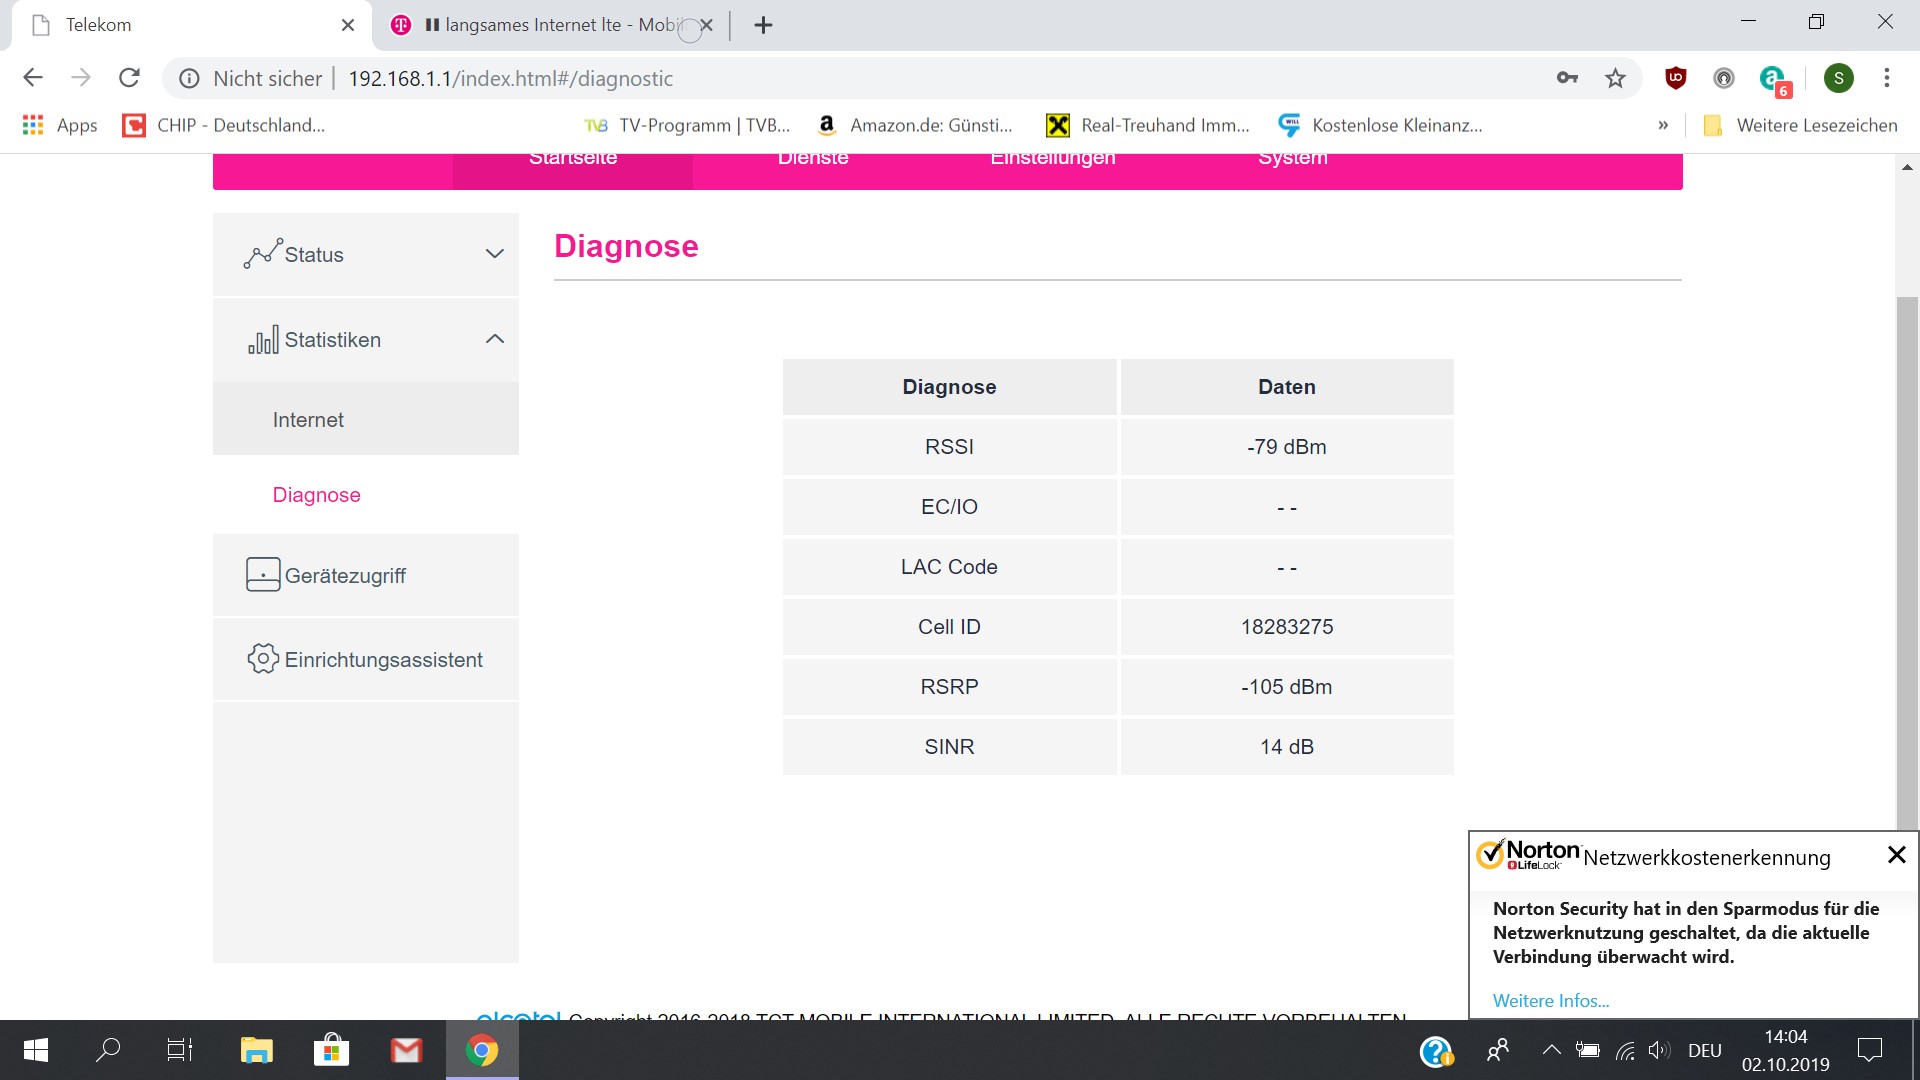 Telekom
langsames Internet lte - Mobil
Nicht sicher
192.168.1.1/index.html#/diagnostic
6
S
Apps
CHIP - Deutschland...
TVB
TV-Programm | TVB...
Amazon.de: Günsti...
Real-Treuhand Imm...
WILL
Kostenlose Kleinanz...
»
Weitere Lesezeichen
Startseite
Dienste
Einstellungen
System
Status
Statistiken
Internet
Diagnose
Gerätezugriff
Einrichtungsassistent
Diagnose
Diagnose Daten
RSSI -79 dBm
EC/IO - -
LAC Code - -
Cell ID 18283275
RSRP -105 dBm
SINR 14 dB
Norton
LifeLock
Netzwerkkostenerkennung
Norton Security hat in den Sparmodus für die
Netzwerknutzung geschaltet, da die aktuelle
Verbindung überwacht wird.
Weitere Infos...
alcatel Copyright 2016-2018 TCT MOBILE INTERNATIONAL LIMITED. ALLE RECHTE VORBEHALTEN
DEU
14:04
02.10.2019